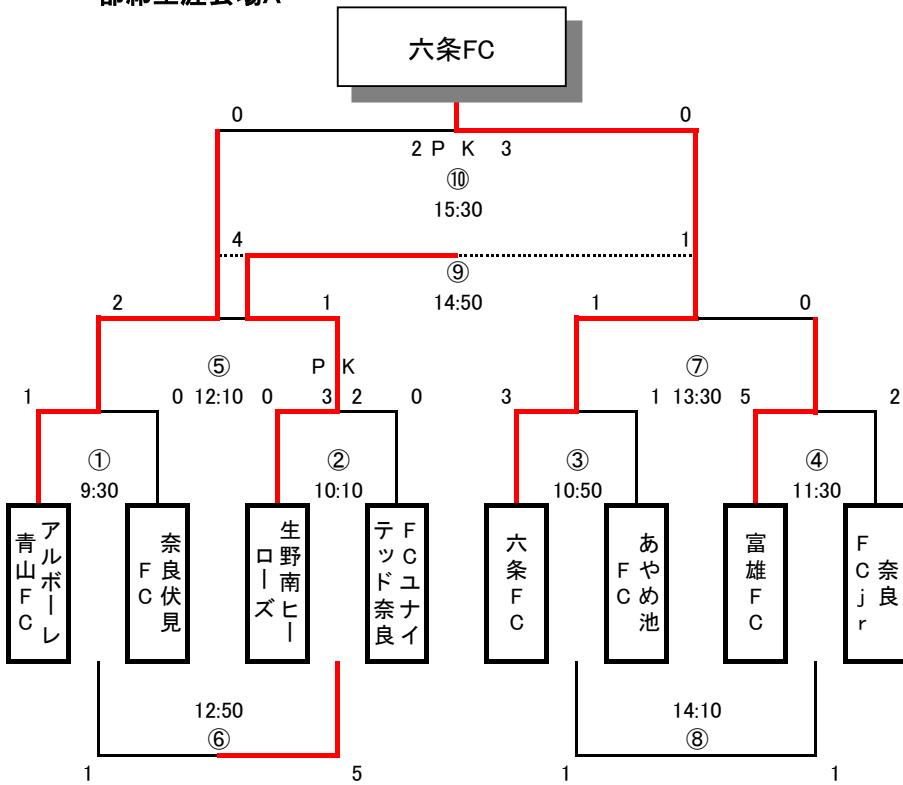 六条FC
0 0
2 P K 3
⑩
15:30
4 1
⑨
14:50
2 1 1 0
⑤ P K ⑦
1 0 12:10 0 3 2 0 3 1 13:30 5 2
① ② ③ ④
9:30 10:10 10:50 11:30
アルボーレ
青山FC
奈良伏見
FC
生野南ヒー
ローズ
FCユナイ
テッド奈良
六条FC
あやめ池
FC
富雄FC
奈良
FCjr
12:50 14:10
⑥ ⑧
1 5 1 1